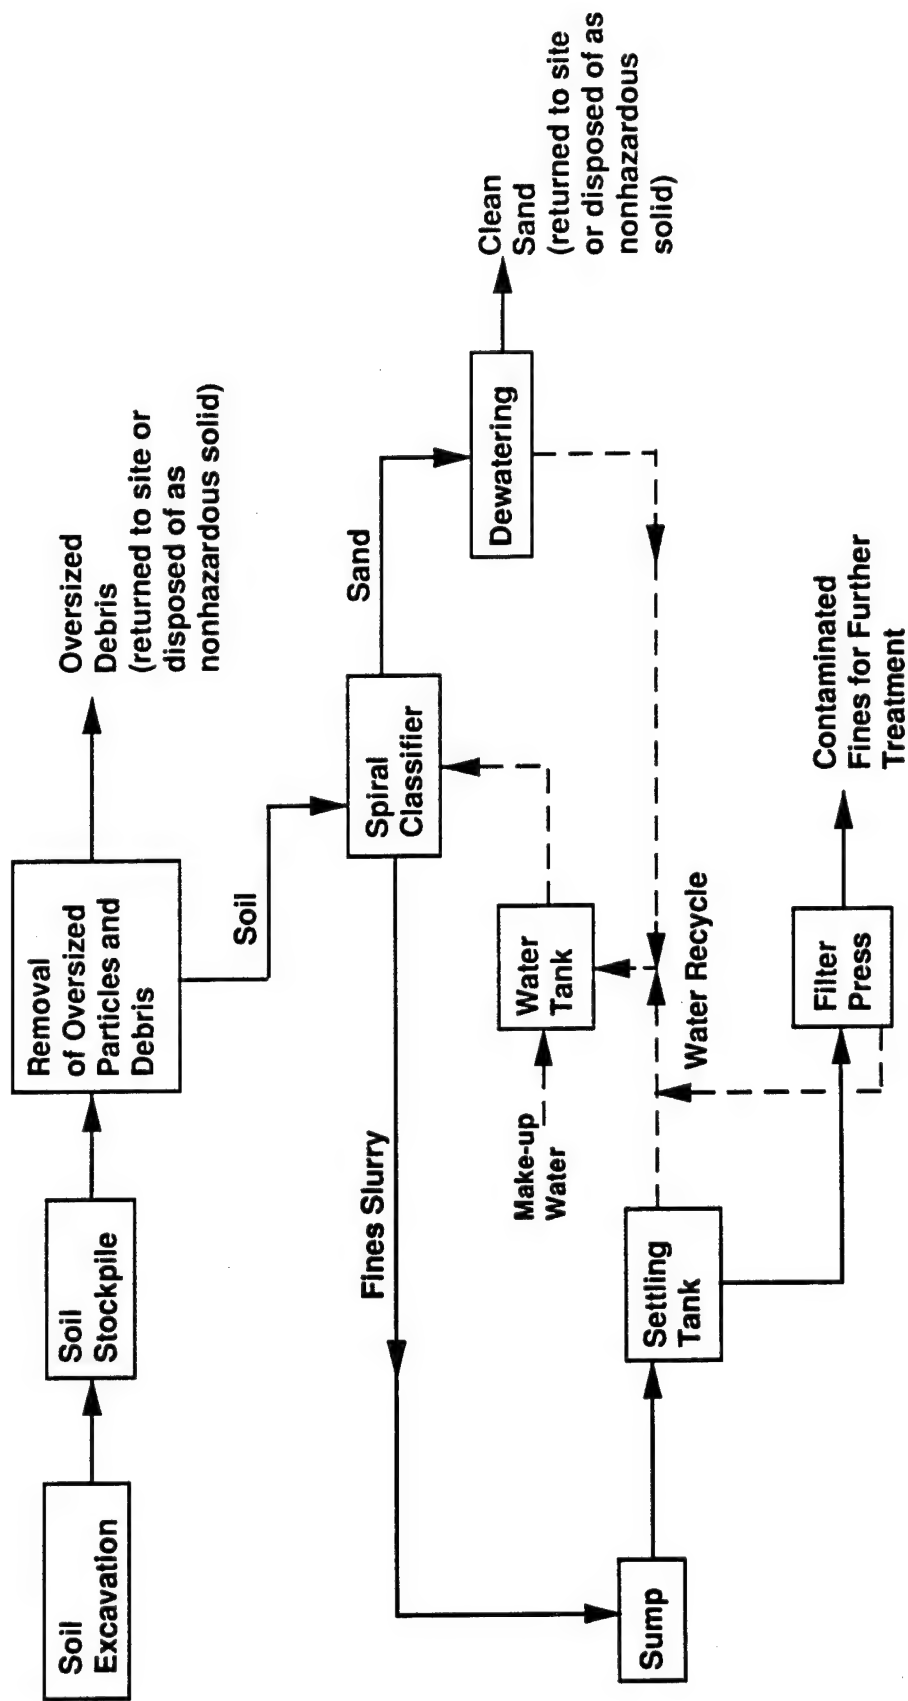 Soil
Excavation
Soil
Stockpile
Removal
of Oversized
Particles and
Debris
Oversized
Debris
(returned to site or
disposed of as
nonhazardous solid)
Soil
Fines Slurry
Spiral
Classifier
Sand
Dewatering
Clean
Sand
(returned to site
or disposed of as
nonhazardous
solid)
Make-up
Water
Water
Tank
Water Recycle
Sump
Settling
Tank
Filter
Press
Contaminated
Fines for Further
Treatment